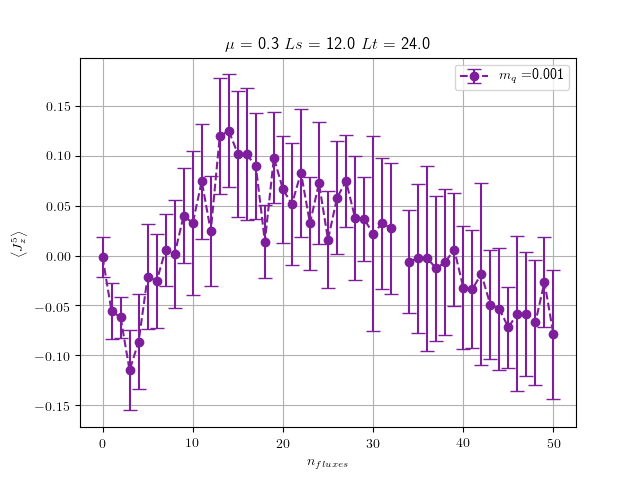 μ = 0.3 Ls = 12.0 Lt = 24.0
m_q =0.001
⟨J_z^5⟩
0.15
0.10
0.05
0.00
−0.05
−0.10
−0.15
0 10 20 30 40 50
n_fluxes